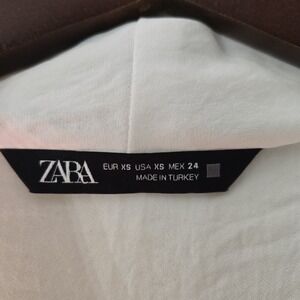 ZARA
EUR XS USA XS MEX 24
MADE IN TURKEY